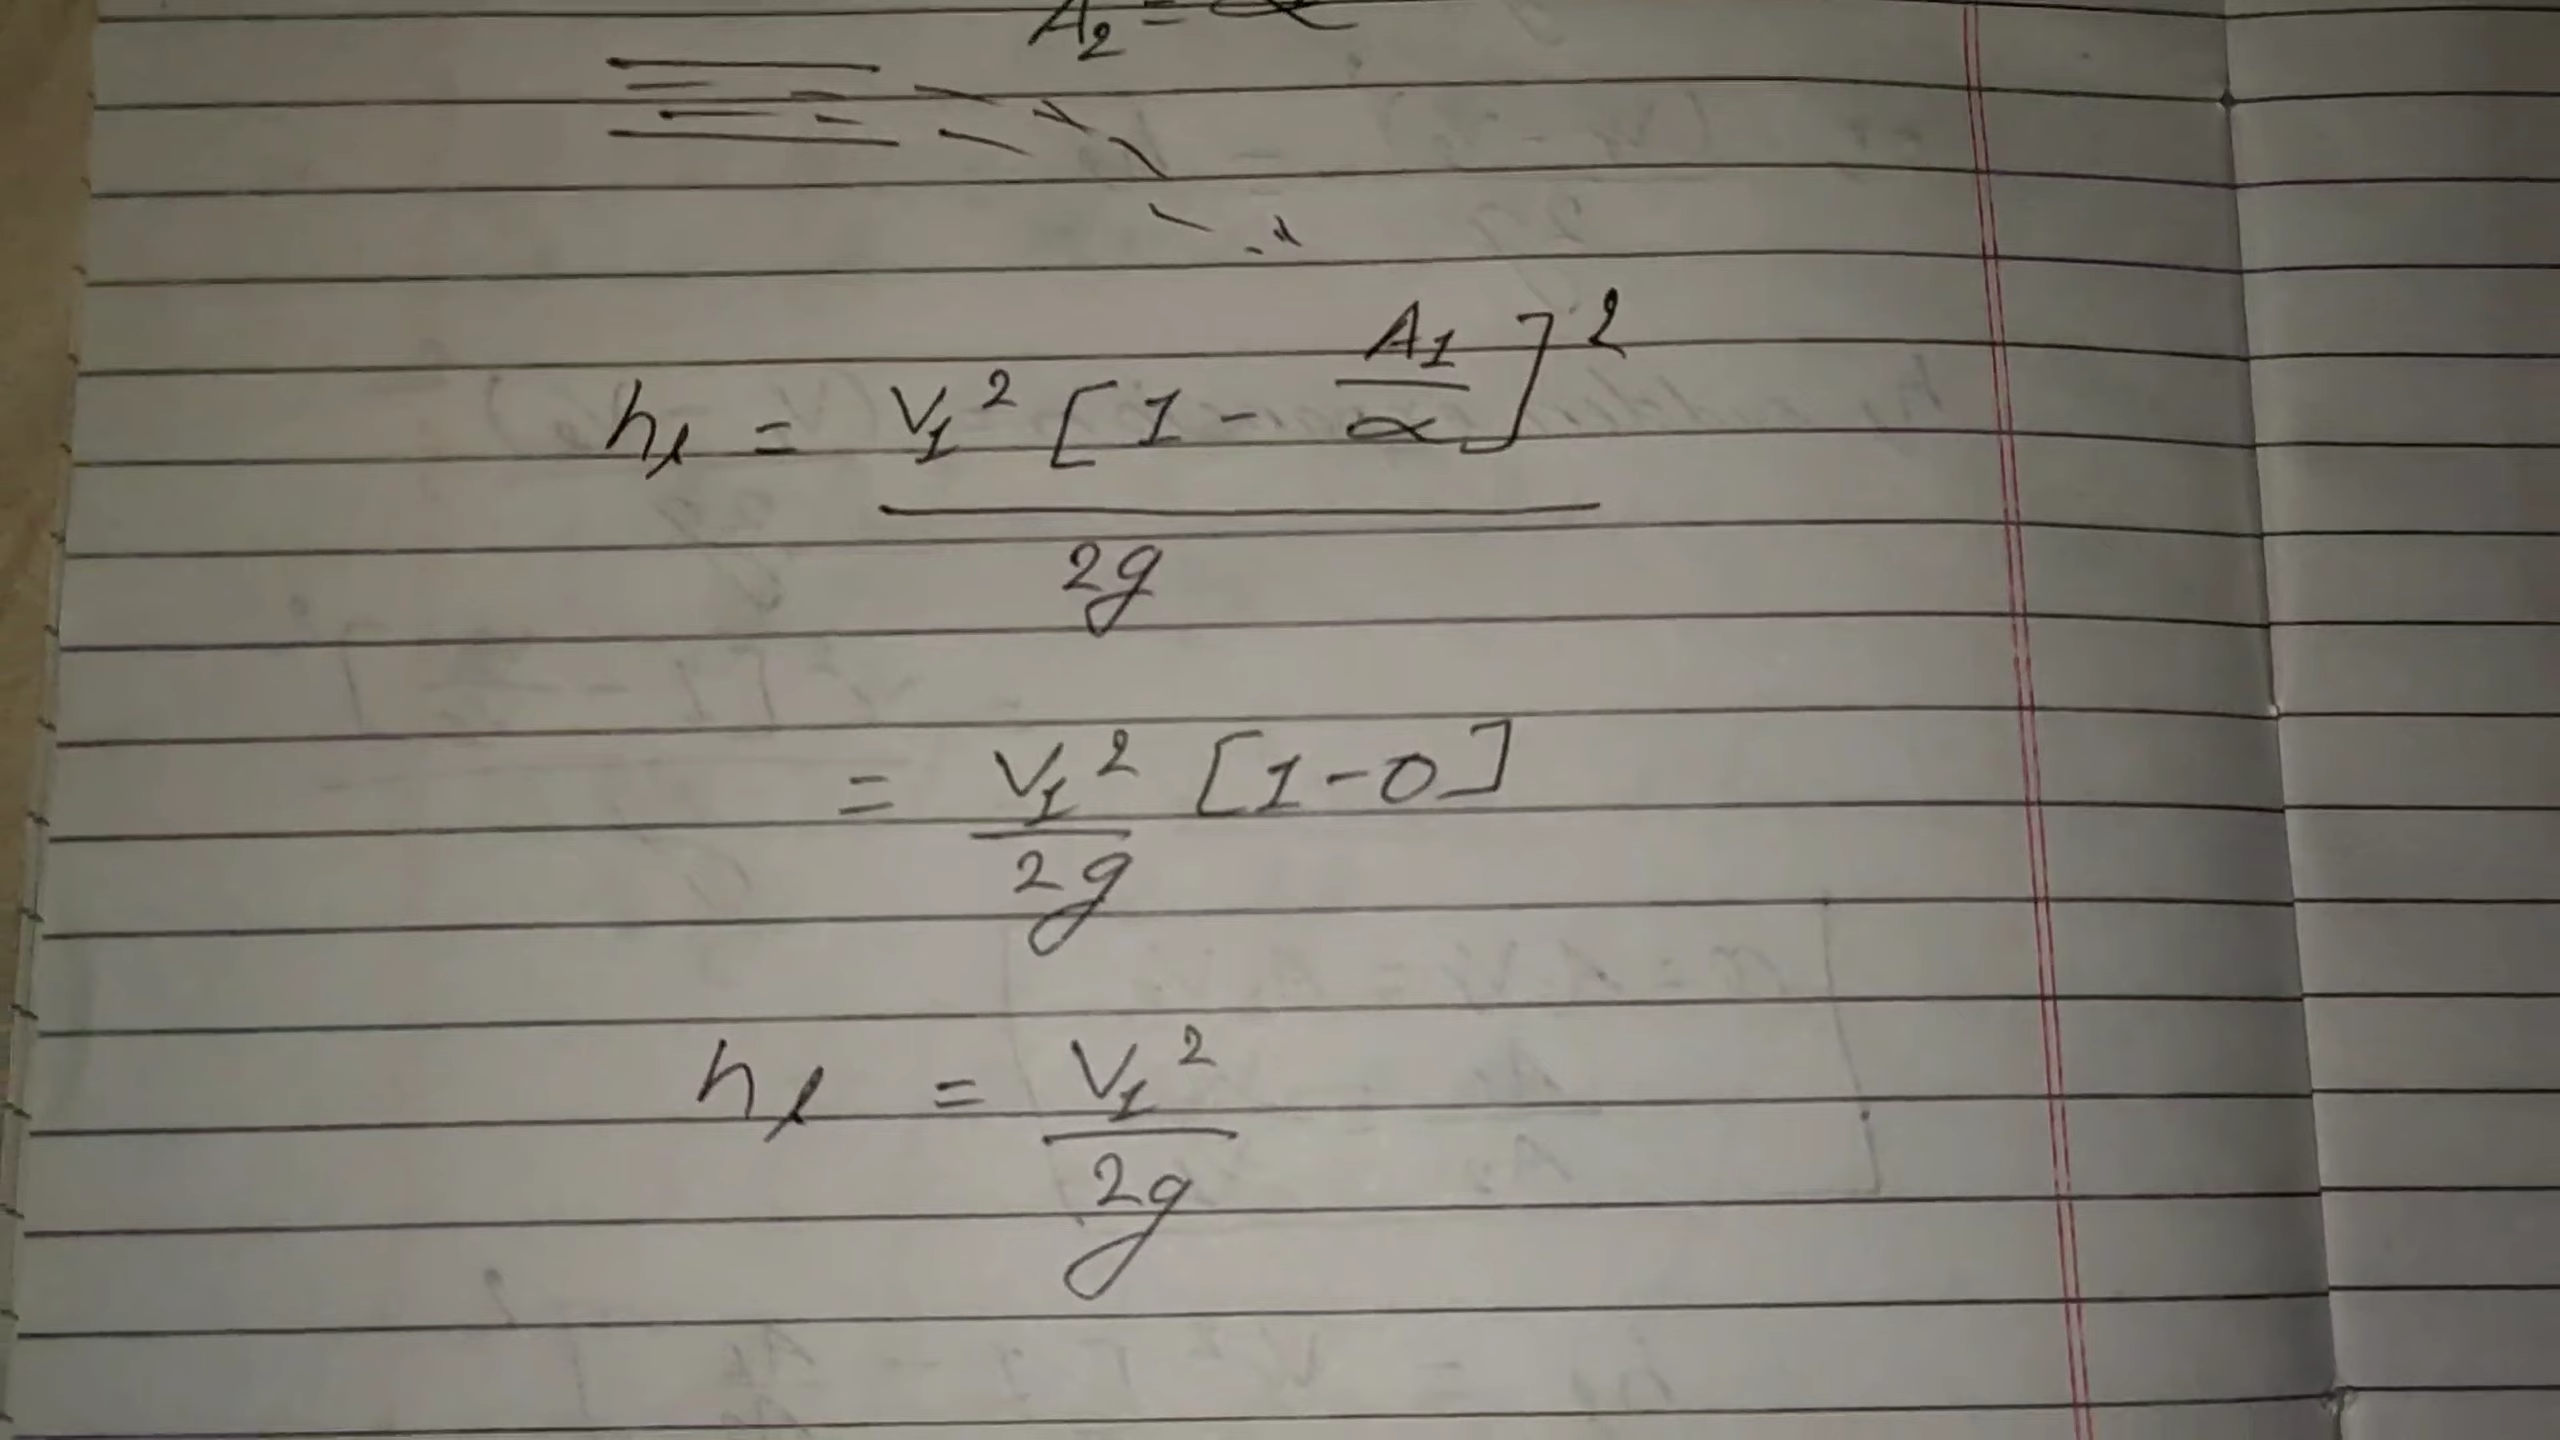 A₂ = ∝
hₗ = V₁² [1 - A₁/∝]² / 2g
= V₁²/2g [1-0]
hₗ = V₁²/2g